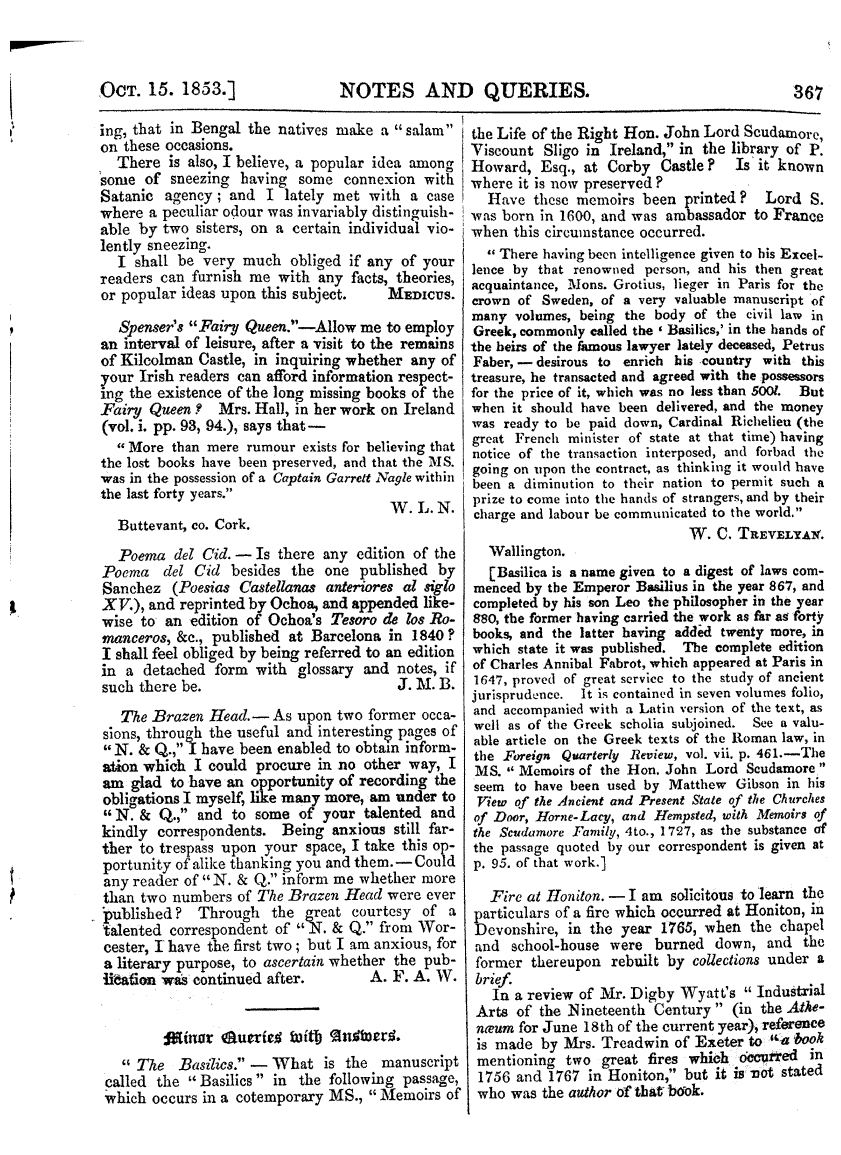 OCT. 15. 1853.] NOTES AND QUERIES. 367
ing, that in Bengal the natives make a "salam"
on these occasions.
There is also, I believe, a popular idea among
some of sneezing having some connexion with
Satanic agency; and I lately met with a case
where a peculiar odour was invariably distinguish-
able by two sisters, on a certain individual vio-
lently sneezing.
I shall be very much obliged if any of your
readers can furnish me with any facts, theories,
or popular ideas upon this subject. MEDICUS.
Spenser's "Fairy Queen."—Allow me to employ
an interval of leisure, after a visit to the remains
of Kilcolman Castle, in inquiring whether any of
your Irish readers can afford information respect-
ing the existence of the long missing books of the
Fairy Queen? Mrs. Hall, in her work on Ireland
(vol. i. pp. 93, 94.), says that—
"More than mere rumour exists for believing that
the lost books have been preserved, and that the MS.
was in the possession of a Captain Garrett Nagle within
the last forty years."
W. L. N.
Buttevant, co. Cork.
Poema del Cid. — Is there any edition of the
Poema del Cid besides the one published by
Sanchez (Poesias Castellanas anteriores al siglo
XV.), and reprinted by Ochoa, and appended like-
wise to an edition of Ochoa's Tesoro de los Ro-
manceros, &c., published at Barcelona in 1840?
I shall feel obliged by being referred to an edition
in a detached form with glossary and notes, if
such there be. J. M. B.
The Brazen Head.— As upon two former occa-
sions, through the useful and interesting pages of
"N. & Q.," I have been enabled to obtain inform-
ation which I could procure in no other way, I
am glad to have an opportunity of recording the
obligations I myself, like many more, am under to
"N. & Q.," and to some of your talented and
kindly correspondents. Being anxious still far-
ther to trespass upon your space, I take this op-
portunity of alike thanking you and them.—Could
any reader of "N. & Q." inform me whether more
than two numbers of The Brazen Head were ever
published? Through the great courtesy of a
talented correspondent of "N. & Q." from Wor-
cester, I have the first two; but I am anxious, for
a literary purpose, to ascertain whether the pub-
lication was continued after. A. F. A. W.
Minor Queries with Answers.
"The Basilics." — What is the manuscript
called the "Basilics" in the following passage,
which occurs in a cotemporary MS., "Memoirs of
the Life of the Right Hon. John Lord Scudamore,
Viscount Sligo in Ireland," in the library of P.
Howard, Esq., at Corby Castle? Is it known
where it is now preserved?
Have these memoirs been printed? Lord S.
was born in 1600, and was ambassador to France
when this circumstance occurred.
"There having been intelligence given to his Excel-
lence by that renowned person, and his then great
acquaintance, Mons. Grotius, lieger in Paris for the
crown of Sweden, of a very valuable manuscript of
many volumes, being the body of the civil law in
Greek, commonly called the 'Basilics,' in the hands of
the heirs of the famous lawyer lately deceased, Petrus
Faber, — desirous to enrich his country with this
treasure, he transacted and agreed with the possessors
for the price of it, which was no less than 500l. But
when it should have been delivered, and the money
was ready to be paid down, Cardinal Richelieu (the
great French minister of state at that time) having
notice of the transaction interposed, and forbad the
going on upon the contract, as thinking it would have
been a diminution to their nation to permit such a
prize to come into the hands of strangers, and by their
charge and labour be communicated to the world."
W. C. TREVELYAN.
Wallington.
[Basilica is a name given to a digest of laws com-
menced by the Emperor Basilius in the year 867, and
completed by his son Leo the philosopher in the year
880, the former having carried the work as far as forty
books, and the latter having added twenty more, in
which state it was published. The complete edition
of Charles Annibal Fabrot, which appeared at Paris in
1647, proved of great service to the study of ancient
jurisprudence. It is contained in seven volumes folio,
and accompanied with a Latin version of the text, as
well as of the Greek scholia subjoined. See a valu-
able article on the Greek texts of the Roman law, in
the Foreign Quarterly Review, vol. vii. p. 461.—The
MS. "Memoirs of the Hon. John Lord Scudamore"
seem to have been used by Matthew Gibson in his
View of the Ancient and Present State of the Churches
of Door, Horne-Lacy, and Hempsted, with Memoirs of
the Scudamore Family, 4to., 1727, as the substance of
the passage quoted by our correspondent is given at
p. 95. of that work.]
Fire at Honiton. — I am solicitous to learn the
particulars of a fire which occurred at Honiton, in
Devonshire, in the year 1765, when the chapel
and school-house were burned down, and the
former thereupon rebuilt by collections under a
brief.
In a review of Mr. Digby Wyatt's "Industrial
Arts of the Nineteenth Century" (in the Athe-
næum for June 18th of the current year), reference
is made by Mrs. Treadwin of Exeter to "a book
mentioning two great fires which occurred in
1756 and 1767 in Honiton," but it is not stated
who was the author of that book.